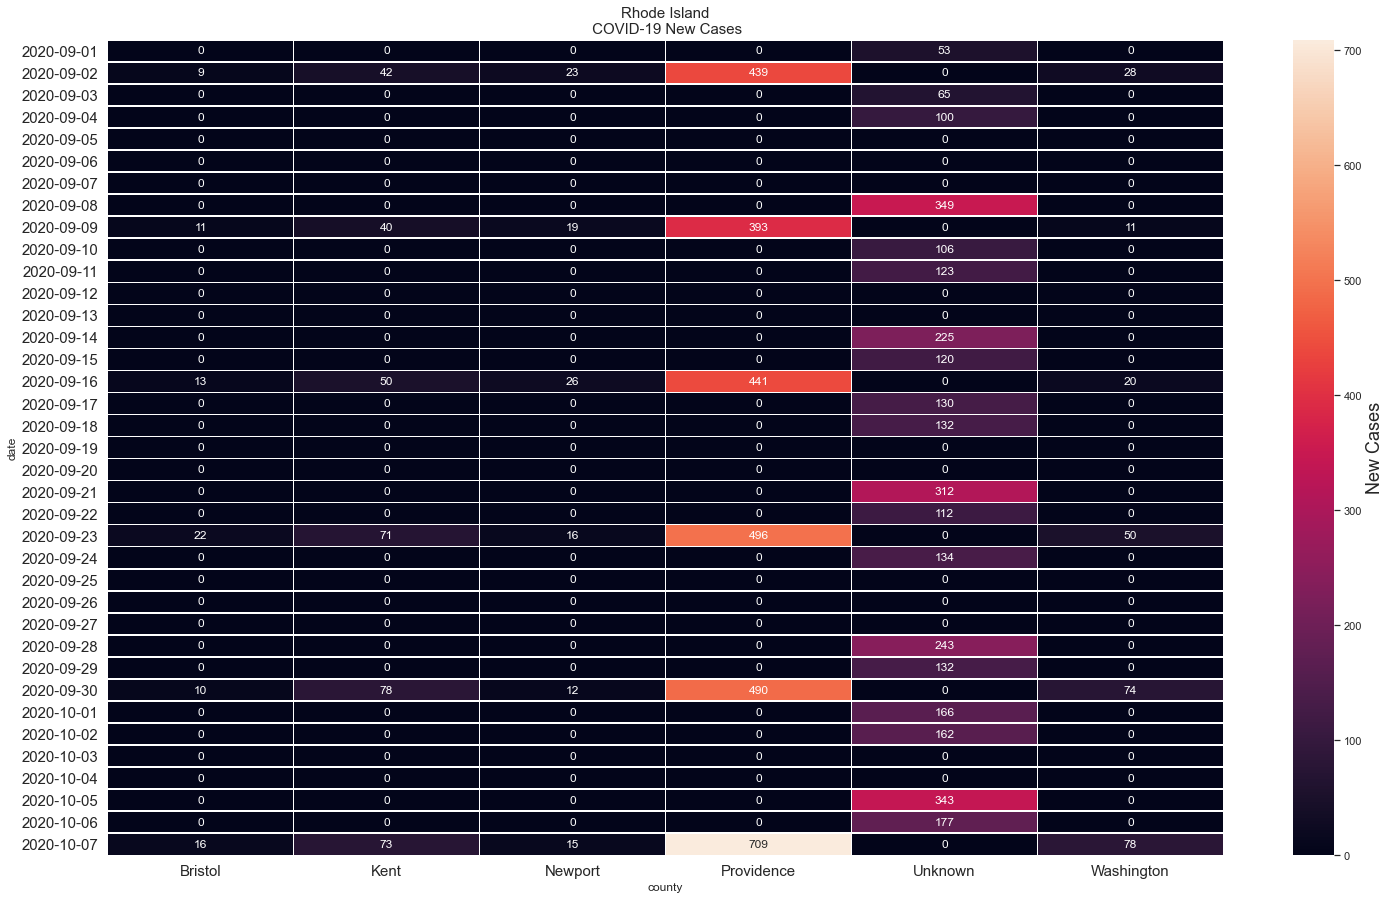 Rhode Island
COVID-19 New Cases
2020-09-01 0 0 0 0 53 0
2020-09-02 9 42 23 439 0 28
2020-09-03 0 0 0 0 65 0
2020-09-04 0 0 0 0 100 0
2020-09-05 0 0 0 0 0 0
2020-09-06 0 0 0 0 0 0
2020-09-07 0 0 0 0 0 0
2020-09-08 0 0 0 0 349 0
2020-09-09 11 40 19 393 0 11
2020-09-10 0 0 0 0 106 0
2020-09-11 0 0 0 0 123 0
2020-09-12 0 0 0 0 0 0
2020-09-13 0 0 0 0 0 0
2020-09-14 0 0 0 0 225 0
2020-09-15 0 0 0 0 120 0
2020-09-16 13 50 26 441 0 20
2020-09-17 0 0 0 0 130 0
2020-09-18 0 0 0 0 132 0
2020-09-19 0 0 0 0 0 0
2020-09-20 0 0 0 0 0 0
2020-09-21 0 0 0 0 312 0
2020-09-22 0 0 0 0 112 0
2020-09-23 22 71 16 496 0 50
2020-09-24 0 0 0 0 134 0
2020-09-25 0 0 0 0 0 0
2020-09-26 0 0 0 0 0 0
2020-09-27 0 0 0 0 0 0
2020-09-28 0 0 0 0 243 0
2020-09-29 0 0 0 0 132 0
2020-09-30 10 78 12 490 0 74
2020-10-01 0 0 0 0 166 0
2020-10-02 0 0 0 0 162 0
2020-10-03 0 0 0 0 0 0
2020-10-04 0 0 0 0 0 0
2020-10-05 0 0 0 0 343 0
2020-10-06 0 0 0 0 177 0
2020-10-07 16 73 15 709 0 78
Bristol Kent Newport Providence Unknown Washington
county
date
700
600
500
400
300
200
100
0
New Cases